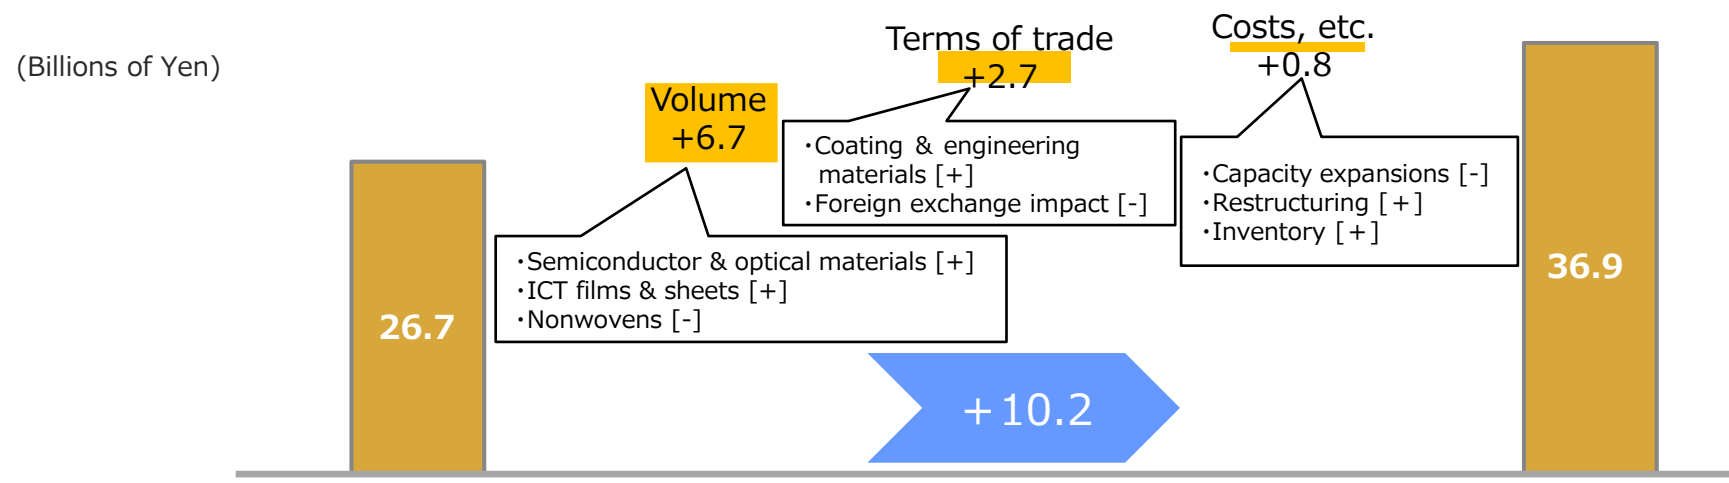 (Billions of Yen)
Volume
+6.7
Terms of trade
+2.7
Costs, etc.
+0.8
・Coating & engineering
materials [+]
・Foreign exchange impact [-]
・Capacity expansions [-]
・Restructuring [+]
・Inventory [+]
・Semiconductor & optical materials [+]
・ICT films & sheets [+]
・Nonwovens [-]
26.7
36.9
+10.2